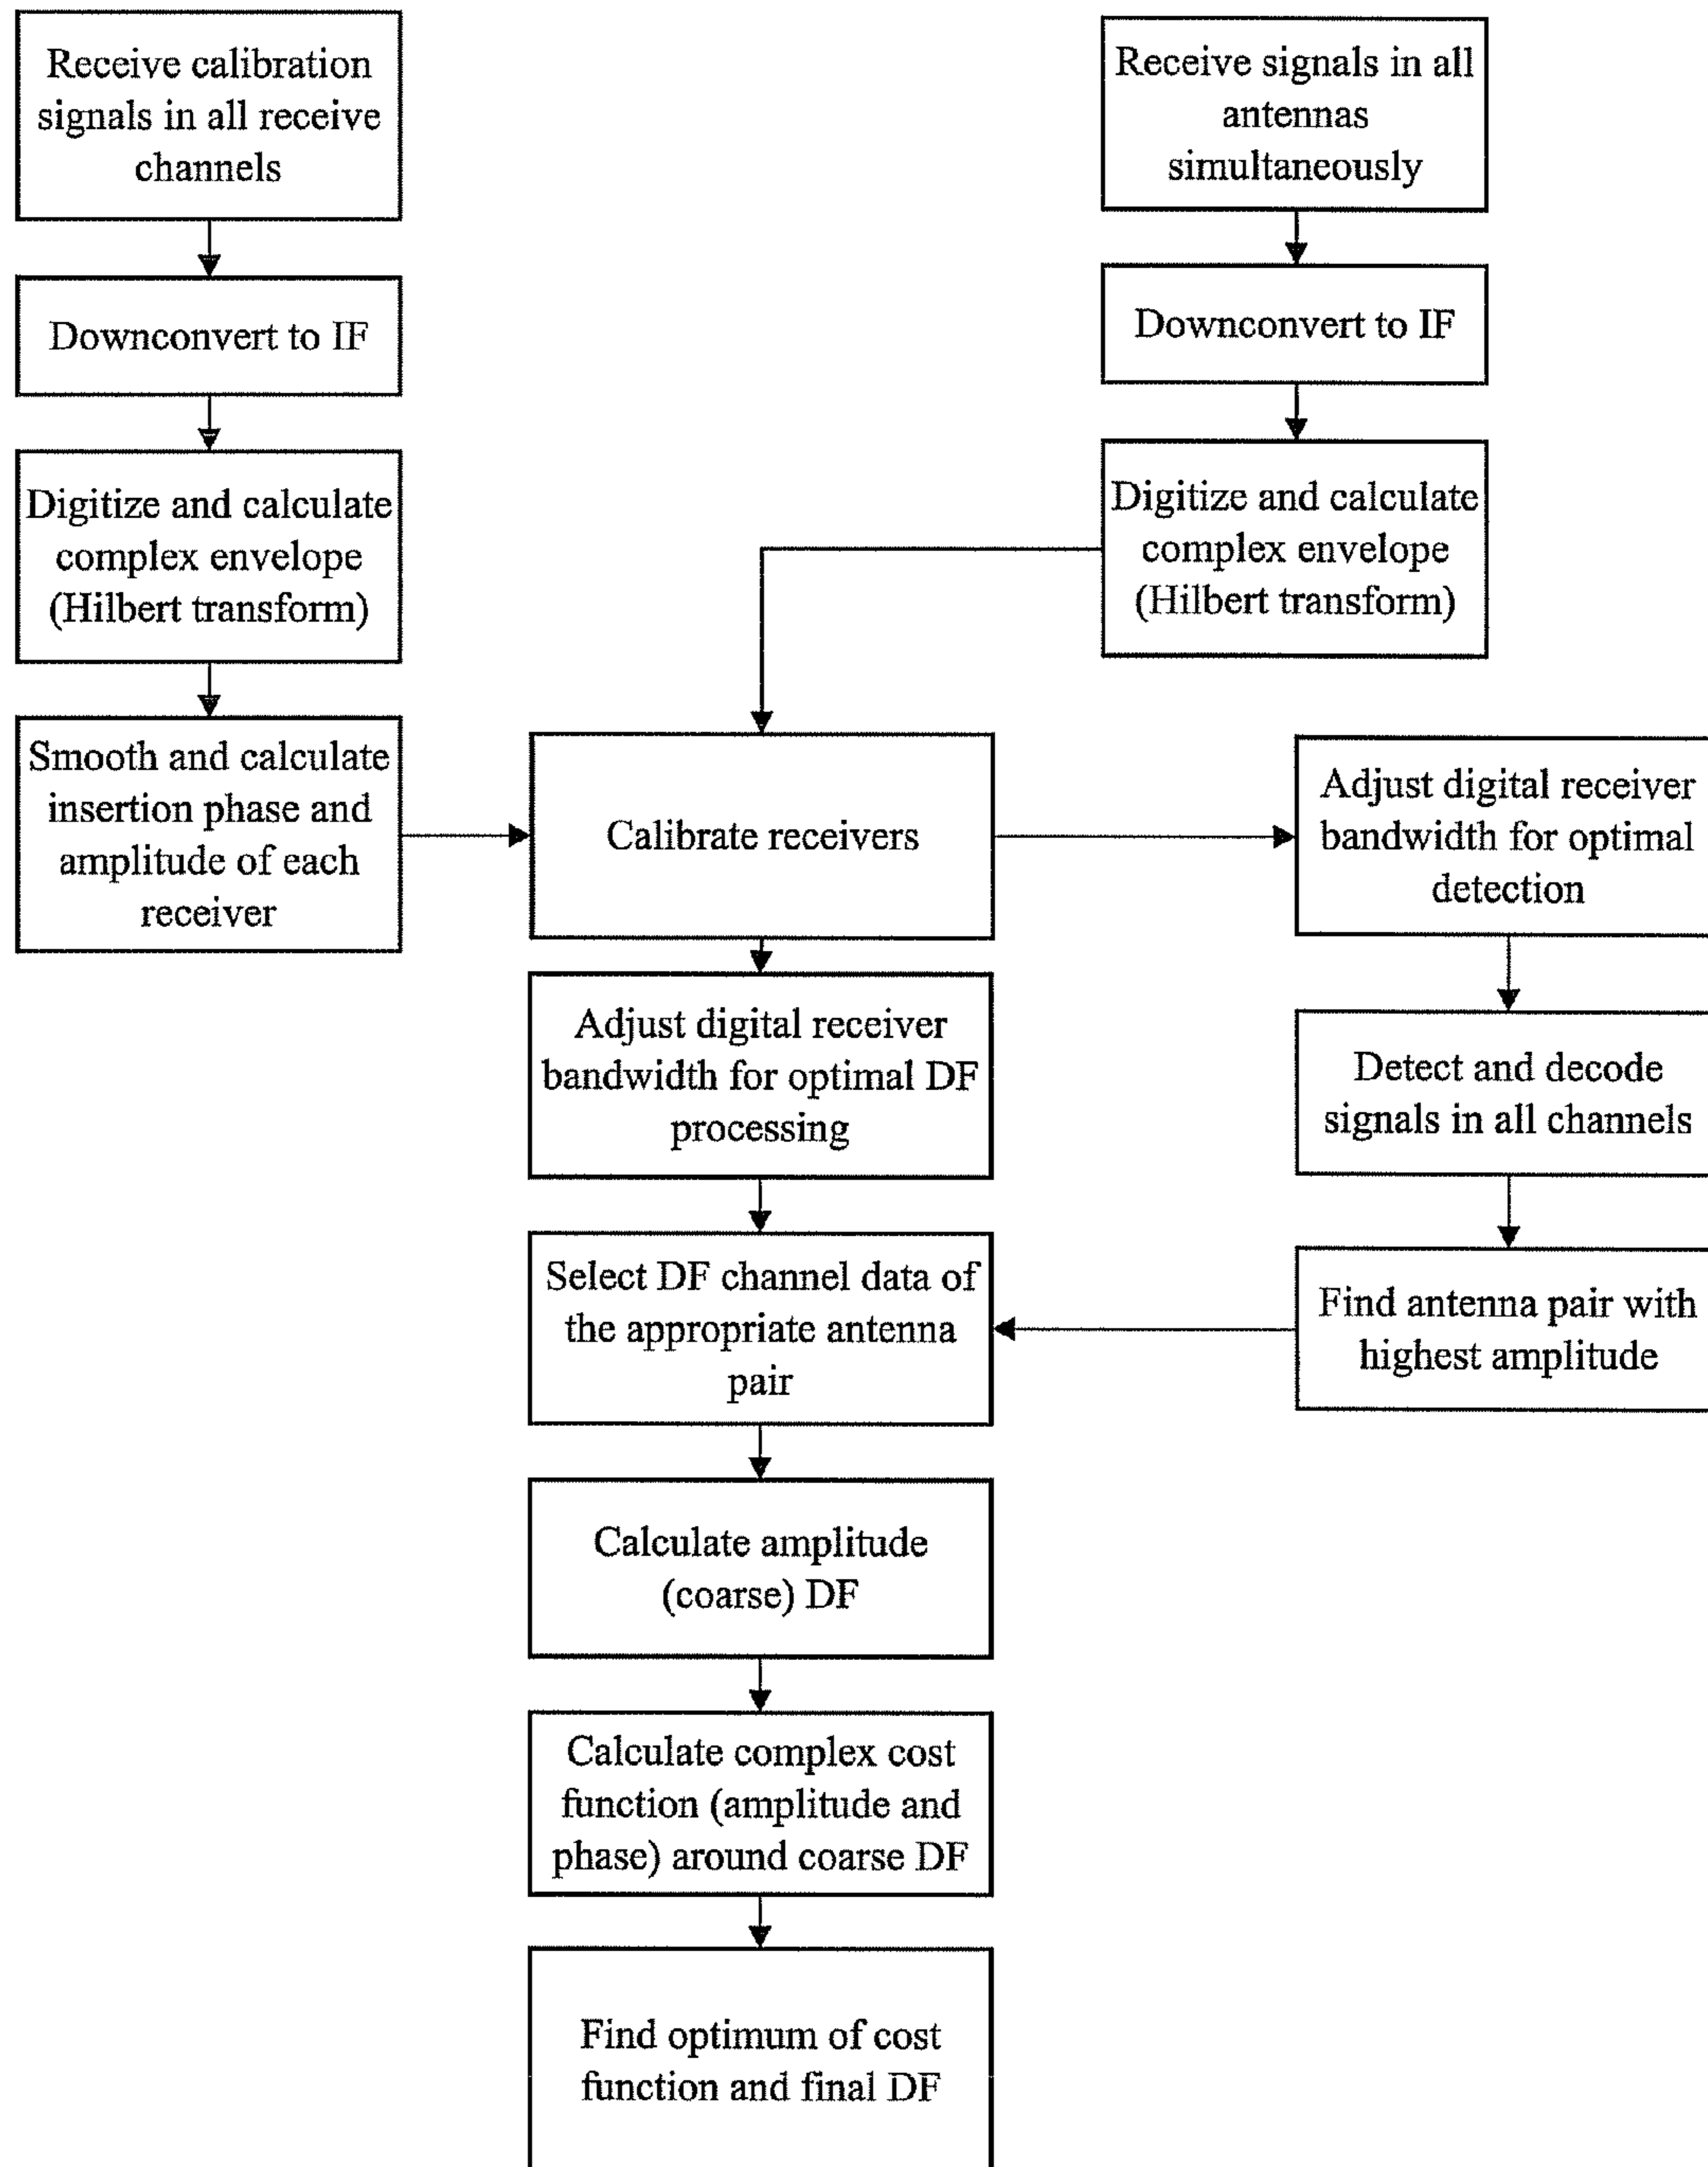 Receive calibration
signals in all receive
channels
Downconvert to IF
Digitize and calculate
complex envelope
(Hilbert transform)
Smooth and calculate
insertion phase and
amplitude of each
receiver
Receive signals in all
antennas
simultaneously
Downconvert to IF
Digitize and calculate
complex envelope
(Hilbert transform)
Calibrate receivers
Adjust digital receiver
bandwidth for optimal
detection
Detect and decode
signals in all channels
Find antenna pair with
highest amplitude
Adjust digital receiver
bandwidth for optimal DF
processing
Select DF channel data of
the appropriate antenna
pair
Calculate amplitude
(coarse) DF
Calculate complex cost
function (amplitude and
phase) around coarse DF
Find optimum of cost
function and final DF